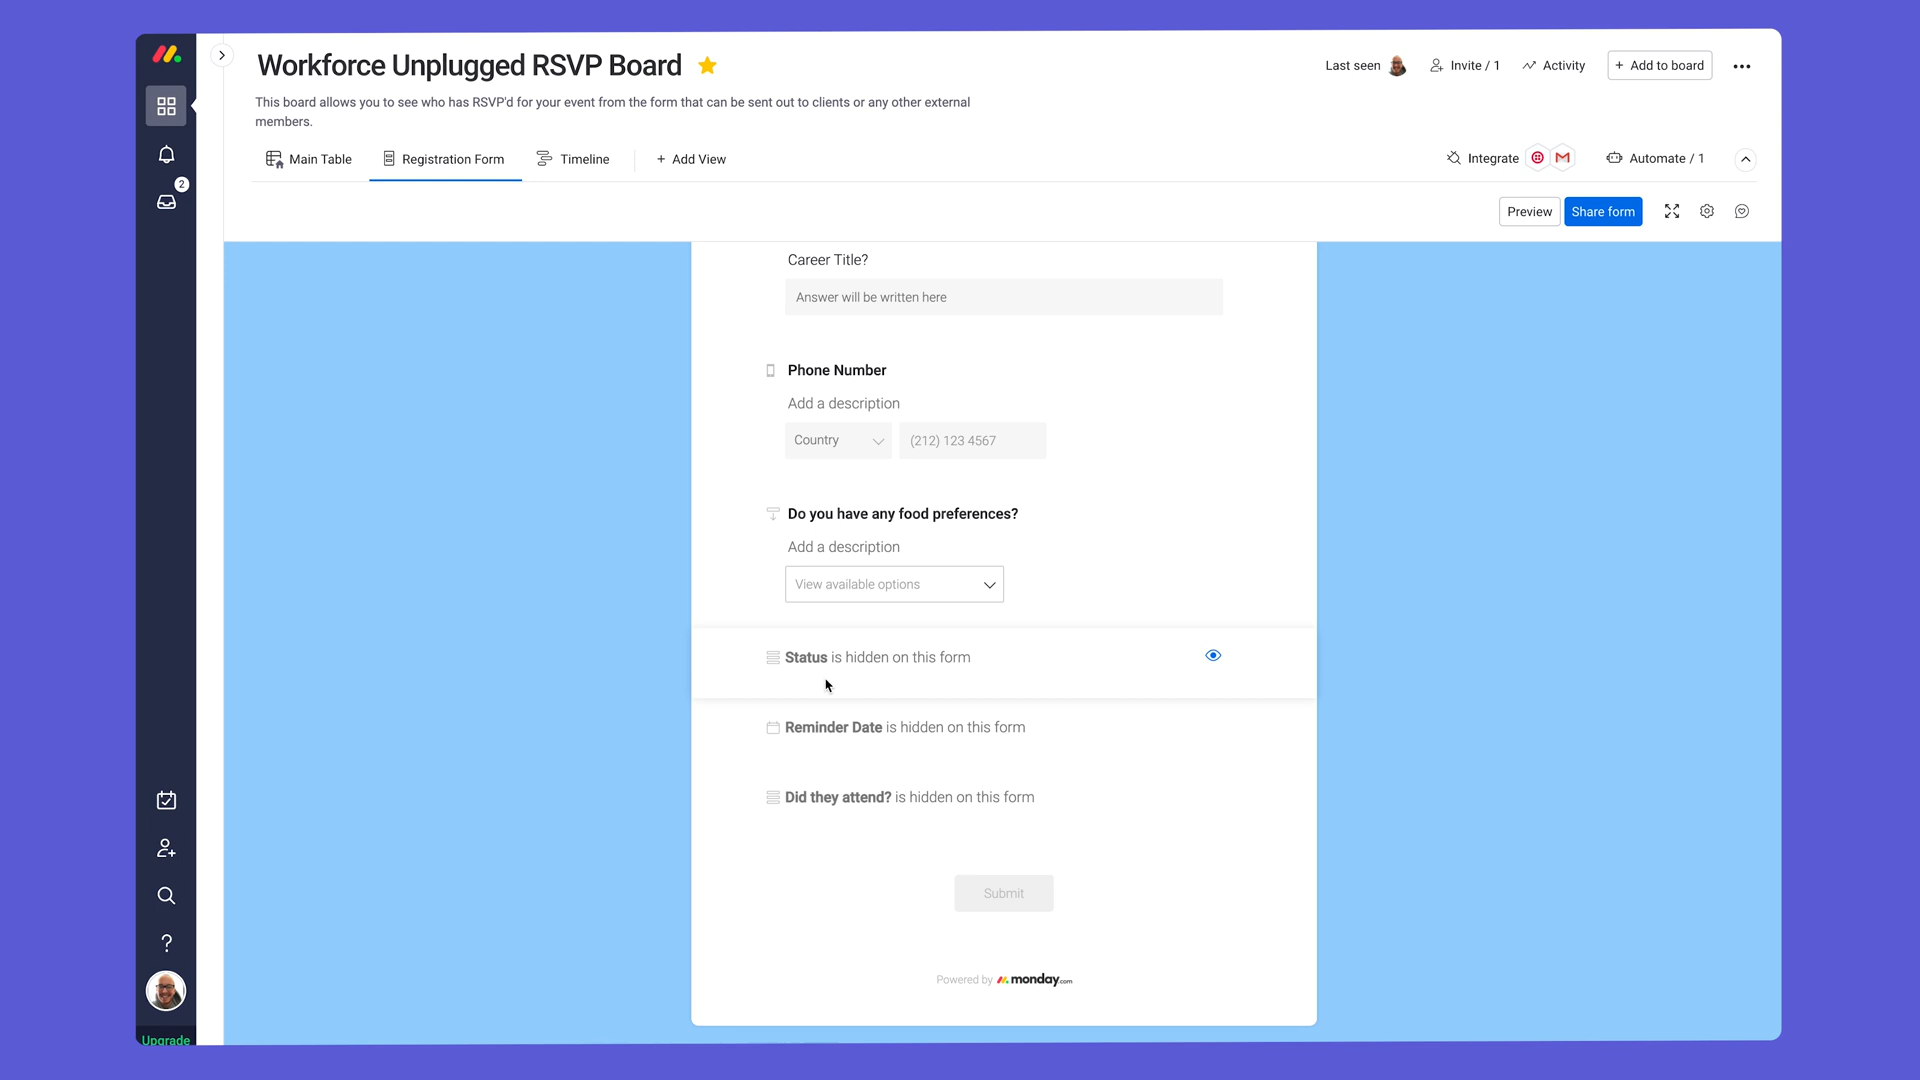 Workforce Unplugged RSVP Board
Last seen
Invite / 1
Activity
+ Add to board
This board allows you to see who has RSVP'd for your event from the form that can be sent out to clients or any other external
members.
Main Table
Registration Form
Timeline
+ Add View
Integrate
Automate / 1
2
Preview
Share form
Career Title?
Answer will be written here
Phone Number
Add a description
Country
(212) 123 4567
Do you have any food preferences?
Add a description
View available options
Status is hidden on this form
Reminder Date is hidden on this form
Did they attend? is hidden on this form
Submit
Powered by monday.com
Upgrade